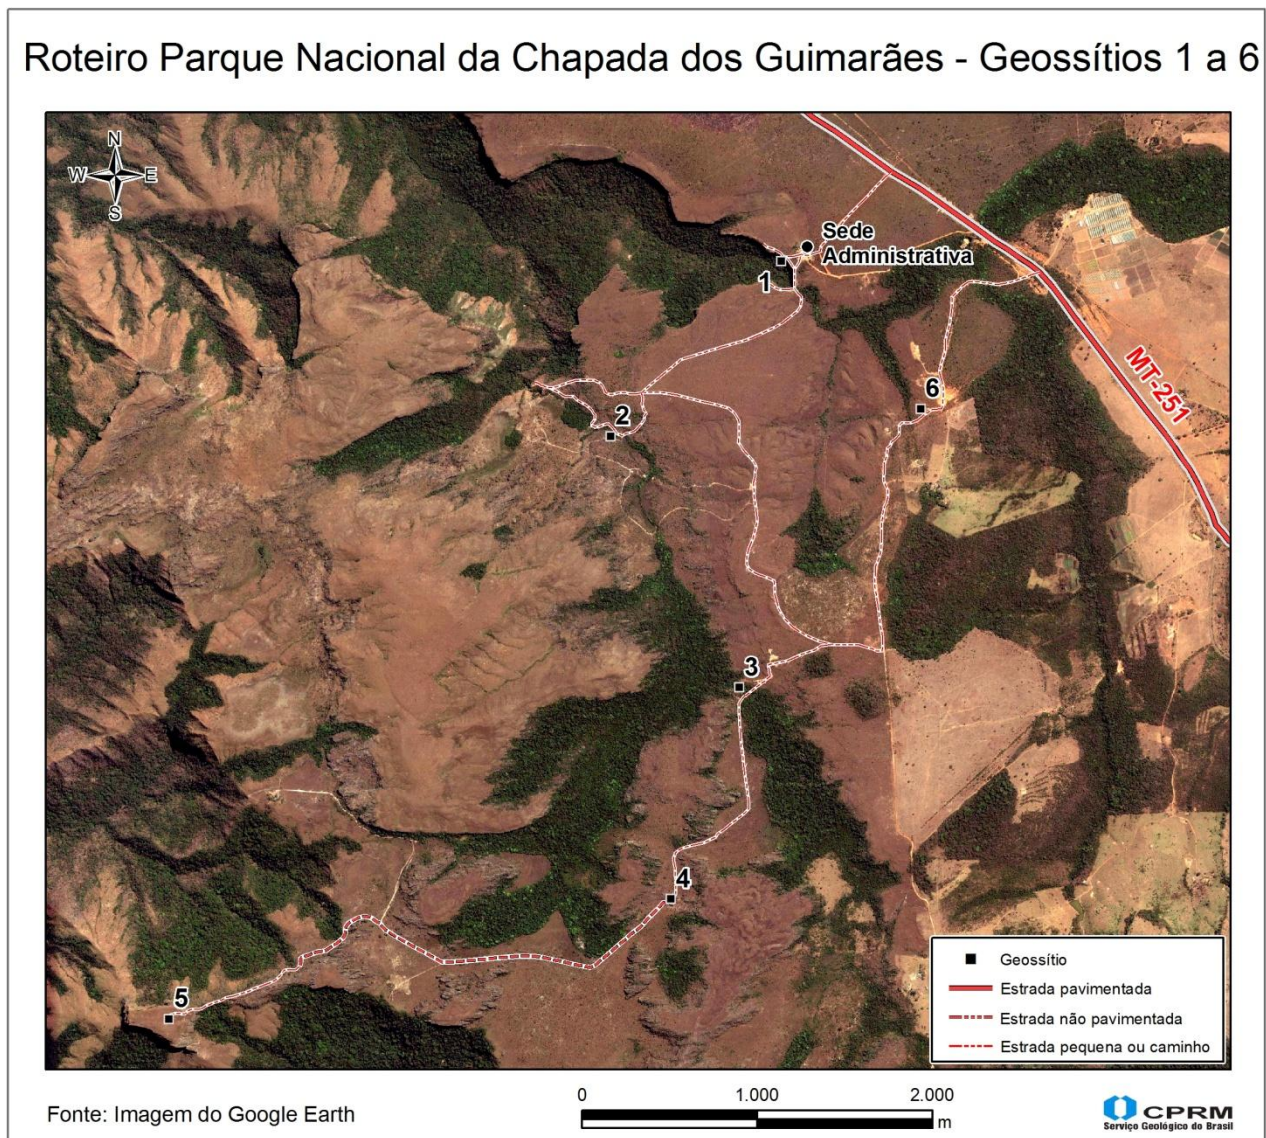 Roteiro Parque Nacional da Chapada dos Guimarães - Geossítios 1 a 6
N
W E
S
Sede
Administrativa
1
MT-251
6
2
3
4
5
Geossítio
Estrada pavimentada
Estrada não pavimentada
Estrada pequena ou caminho
Fonte: Imagem do Google Earth
0 1.000 2.000
m
CPRM
Serviço Geológico do Brasil